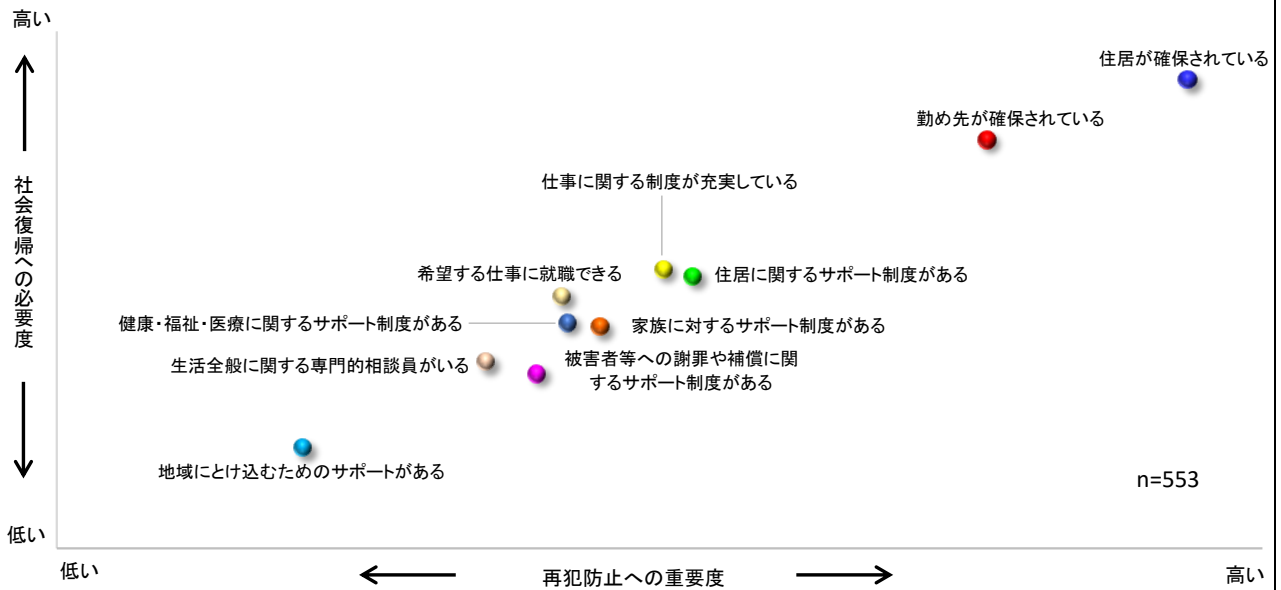 高い
住居が確保されている
勤め先が確保されている
仕事に関する制度が充実している
社会復帰への必要度
希望する仕事に就職できる
住居に関するサポート制度がある
健康・福祉・医療に関するサポート制度がある
家族に対するサポート制度がある
生活全般に関する専門的相談員がいる
被害者等への謝罪や補償に関
するサポート制度がある
地域にとけ込むためのサポートがある
n=553
低い
低い
再犯防止への重要度
高い